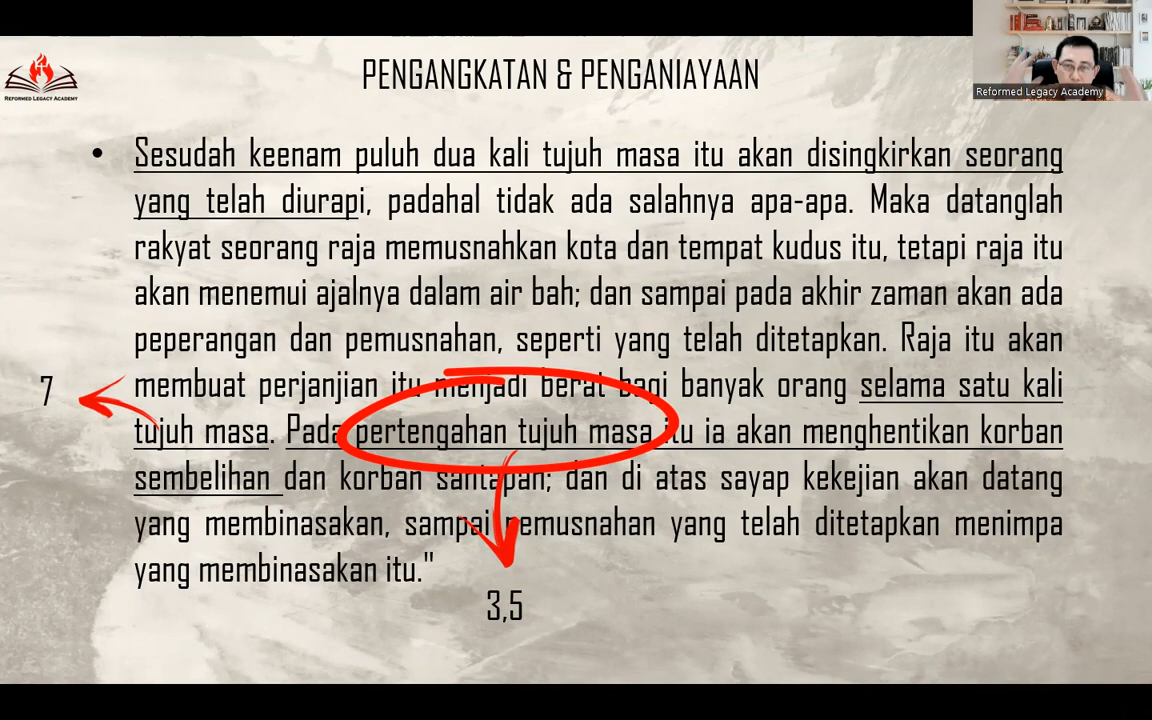 REFORMED LEGACY ACADEMY
PENGANGKATAN & PENGANIAYAAN
Reformed Legacy Academy
• Sesudah keenam puluh dua kali tujuh masa itu akan disingkirkan seorang
yang telah diurapi, padahal tidak ada salahnya apa-apa. Maka datanglah
rakyat seorang raja memusnahkan kota dan tempat kudus itu, tetapi raja itu
akan menemui ajalnya dalam air bah; dan sampai pada akhir zaman akan ada
peperangan dan pemusnahan, seperti yang telah ditetapkan. Raja itu akan
7
membuat perjanjian itu menjadi berat bagi banyak orang selama satu kali
tujuh masa. Pada pertengahan tujuh masa itu ia akan menghentikan korban
sembelihan dan korban santapan; dan di atas sayap kekejian akan datang
yang membinasakan, sampai pemusnahan yang telah ditetapkan menimpa
yang membinasakan itu."
3,5